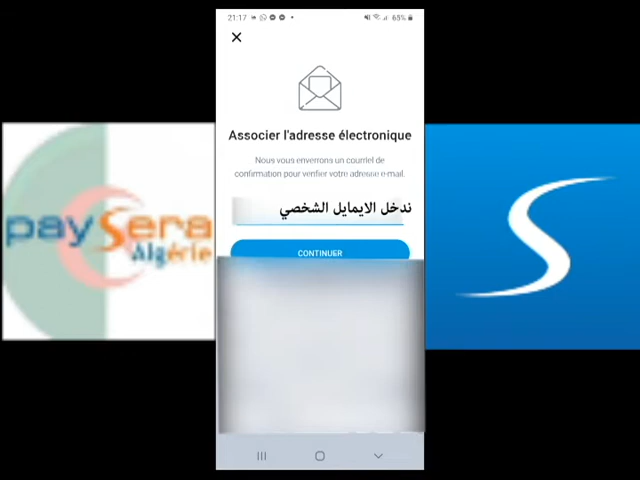 21:17
65%
Associer l'adresse électronique
Nous vous enverrons un courriel de
confirmation pour verifier votre adresse e-mail.
ندخل الايمايل الشخصي
CONTINUER
paysera
Algérie